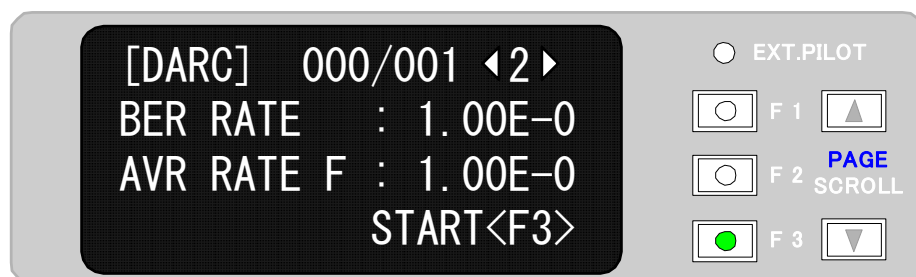 [DARC] 000/001 ◀2▶
BER RATE : 1.00E-0
AVR RATE F : 1.00E-0
START<F3>
EXT.PILOT
F 1
F 2
PAGE
SCROLL
F 3